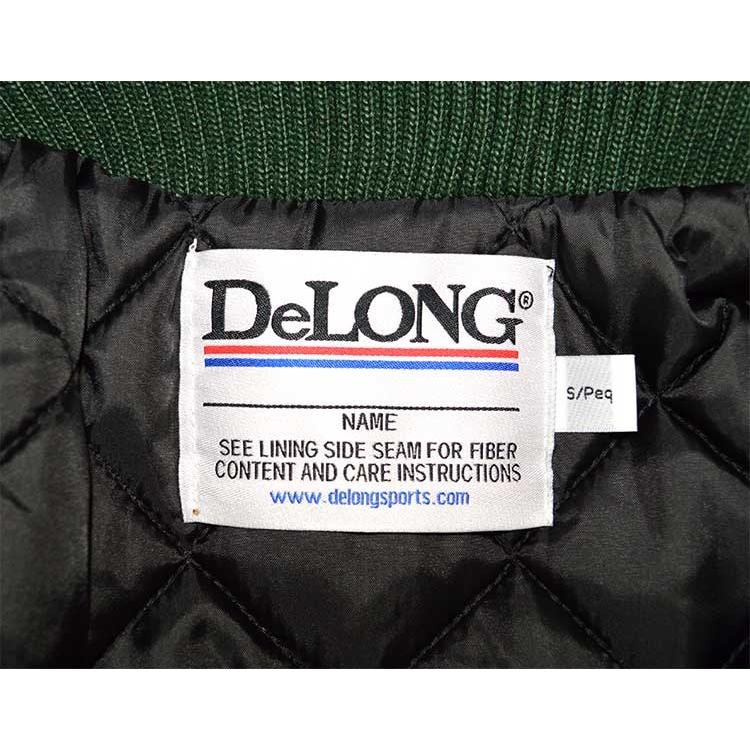 DeLONG®
S/Peq
NAME
SEE LINING SIDE SEAM FOR FIBER
CONTENT AND CARE INSTRUCTIONS
www.delongsports.com